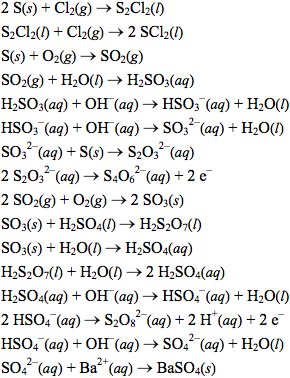 2 S(s) + Cl₂(g) → S₂Cl₂(l)
S₂Cl₂(l) + Cl₂(g) → 2 SCl₂(l)
S(s) + O₂(g) → SO₂(g)
SO₂(g) + H₂O(l) → H₂SO₃(aq)
H₂SO₃(aq) + OH⁻(aq) → HSO₃⁻(aq) + H₂O(l)
HSO₃⁻(aq) + OH⁻(aq) → SO₃²⁻(aq) + H₂O(l)
SO₃²⁻(aq) + S(s) → S₂O₃²⁻(aq)
2 S₂O₃²⁻(aq) → S₄O₆²⁻(aq) + 2 e⁻
2 SO₂(g) + O₂(g) → 2 SO₃(s)
SO₃(s) + H₂SO₄(l) → H₂S₂O₇(l)
SO₃(s) + H₂O(l) → H₂SO₄(aq)
H₂S₂O₇(l) + H₂O(l) → 2 H₂SO₄(aq)
H₂SO₄(aq) + OH⁻(aq) → HSO₄⁻(aq) + H₂O(l)
2 HSO₄⁻(aq) → S₂O₈²⁻(aq) + 2 H⁺(aq) + 2 e⁻
HSO₄⁻(aq) + OH⁻(aq) → SO₄²⁻(aq) + H₂O(l)
SO₄²⁻(aq) + Ba²⁺(aq) → BaSO₄(s)